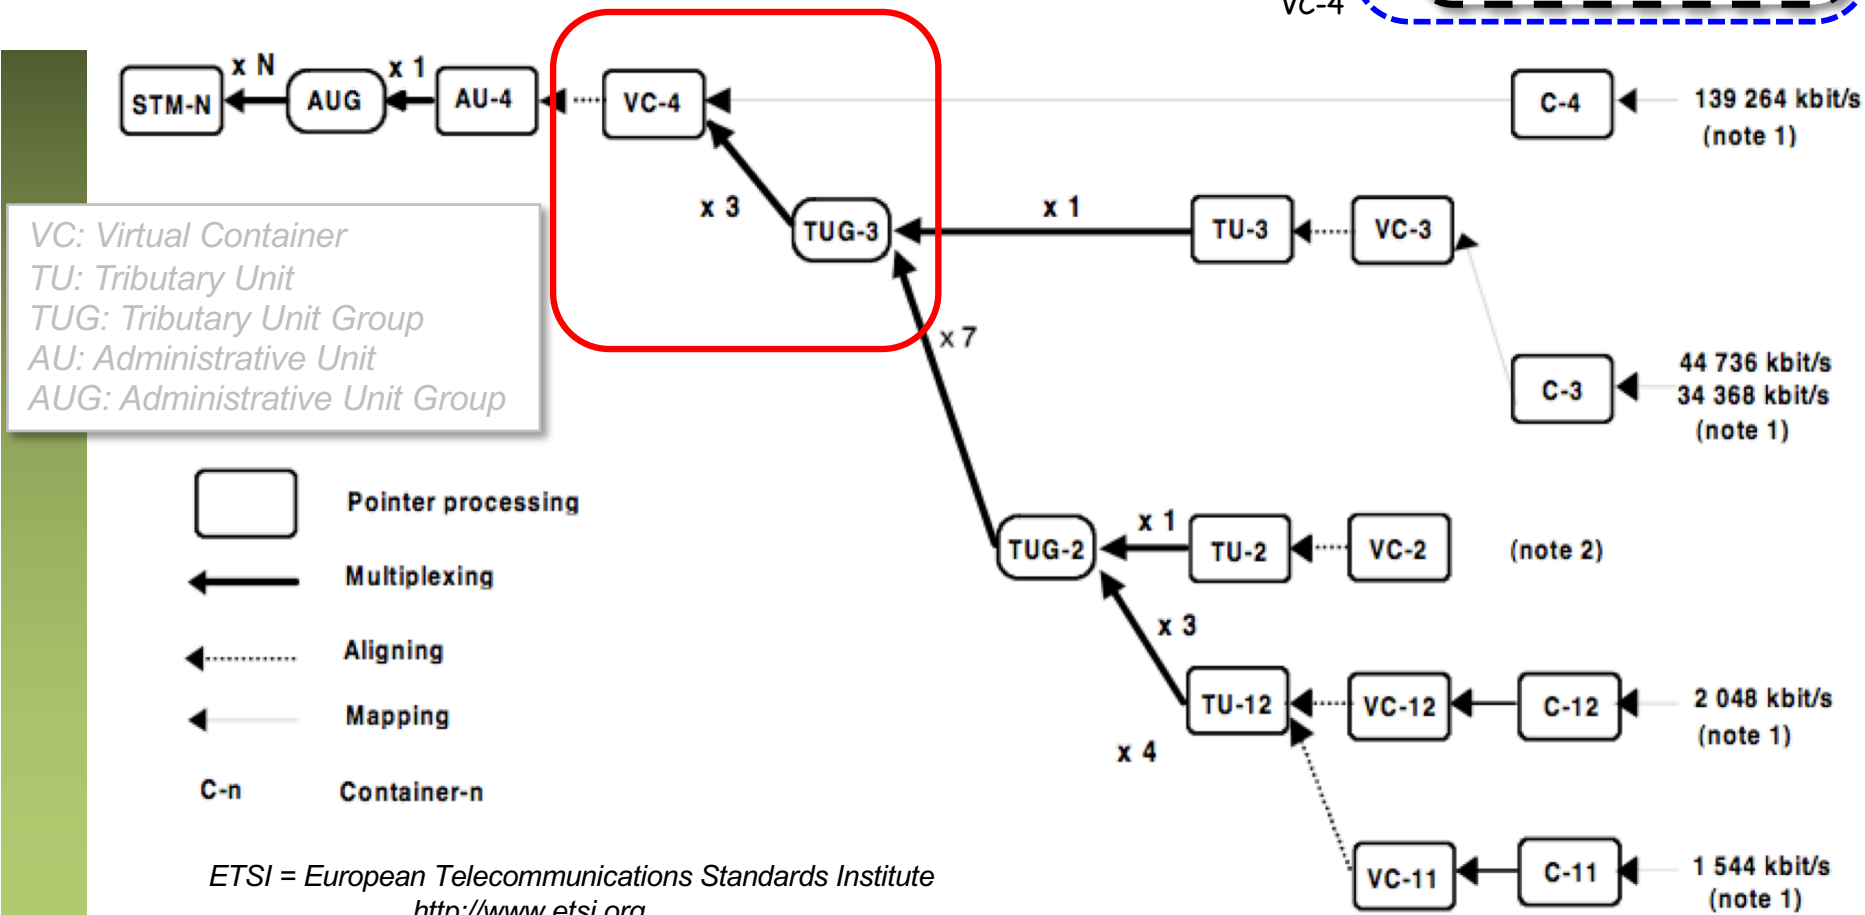 VC-4
x N
x 1
STM-N
AUG
AU-4
VC-4
C-4
139 264 kbit/s
(note 1)
x 3
TUG-3
x 1
TU-3
VC-3
VC: Virtual Container
TU: Tributary Unit
TUG: Tributary Unit Group
AU: Administrative Unit
AUG: Administrative Unit Group
x 7
C-3
44 736 kbit/s
34 368 kbit/s
(note 1)
Pointer processing
Multiplexing
Aligning
Mapping
C-n
Container-n
TUG-2
x 1
TU-2
VC-2
(note 2)
x 3
TU-12
VC-12
C-12
2 048 kbit/s
(note 1)
x 4
VC-11
C-11
1 544 kbit/s
(note 1)
ETSI = European Telecommunications Standards Institute
http://www.etsi.org